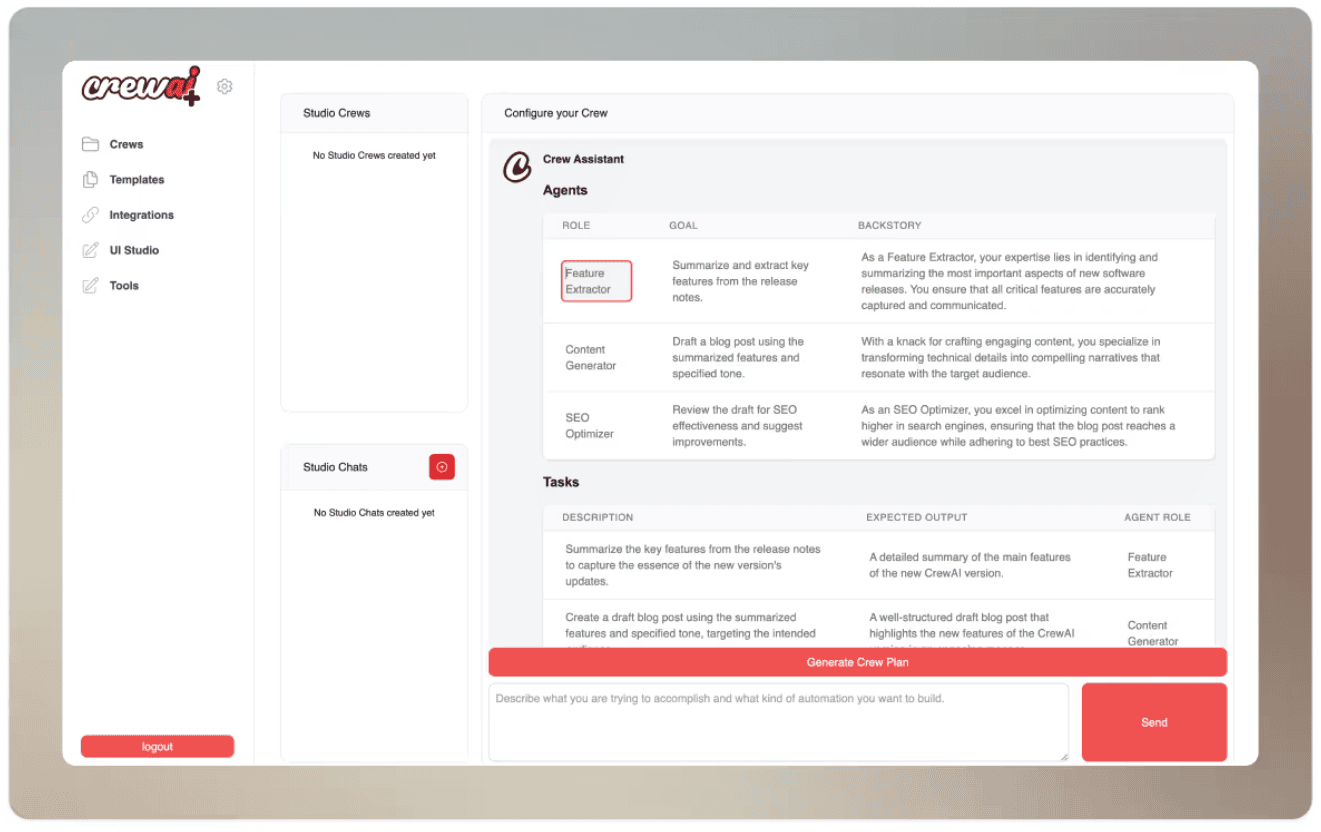 crewai+
Crews
Templates
Integrations
UI Studio
Tools
logout
Studio Crews
No Studio Crews created yet
Studio Chats
No Studio Chats created yet
Configure your Crew
Crew Assistant
Agents
ROLE GOAL BACKSTORY
Feature
Extractor
Summarize and extract key
features from the release
notes.
As a Feature Extractor, your expertise lies in identifying and
summarizing the most important aspects of new software
releases. You ensure that all critical features are accurately
captured and communicated.
Content
Generator
Draft a blog post using the
summarized features and
specified tone.
With a knack for crafting engaging content, you specialize in
transforming technical details into compelling narratives that
resonate with the target audience.
SEO
Optimizer
Review the draft for SEO
effectiveness and suggest
improvements.
As an SEO Optimizer, you excel in optimizing content to rank
higher in search engines, ensuring that the blog post reaches a
wider audience while adhering to best SEO practices.
Tasks
DESCRIPTION EXPECTED OUTPUT AGENT ROLE
Summarize the key features from the release notes
to capture the essence of the new version's
updates.
A detailed summary of the main features
of the new CrewAI version.
Feature
Extractor
Create a draft blog post using the summarized
features and specified tone, targeting the intended
A well-structured draft blog post that
highlights the new features of the CrewAI
Content
Generator
Generate Crew Plan
Describe what you are trying to accomplish and what kind of automation you want to build.
Send